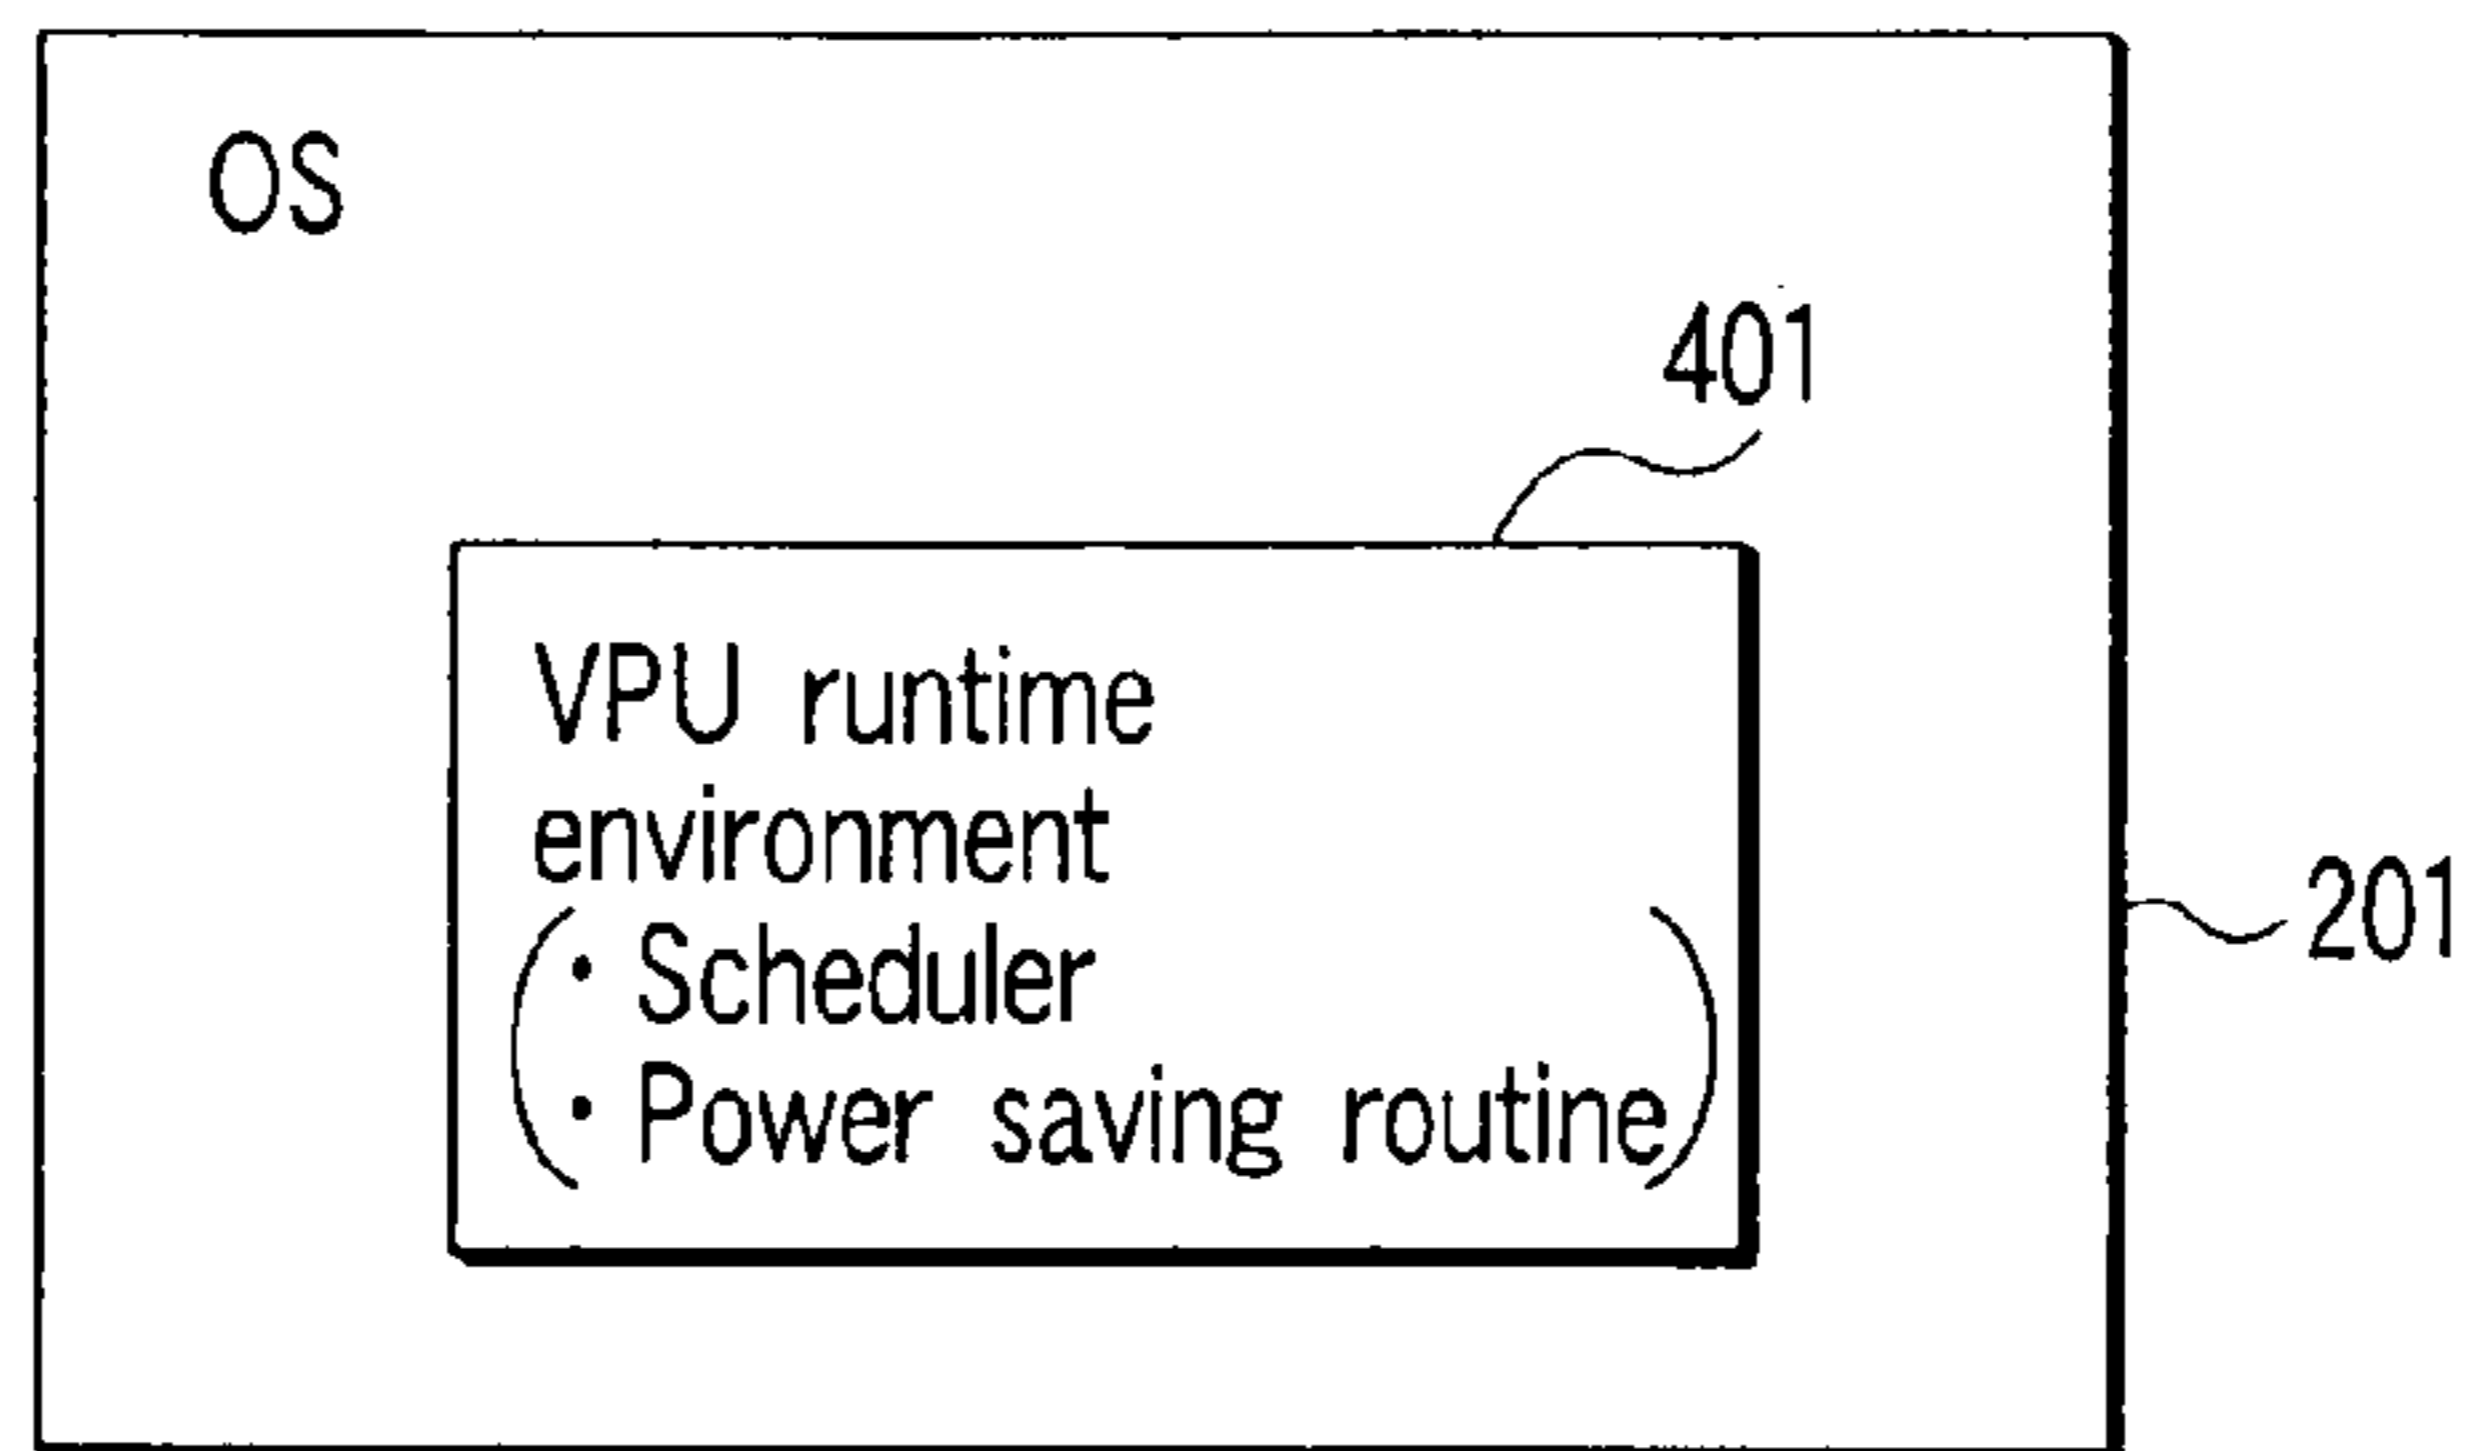 OS
401
VPU runtime
environment
• Scheduler
• Power saving routine
201